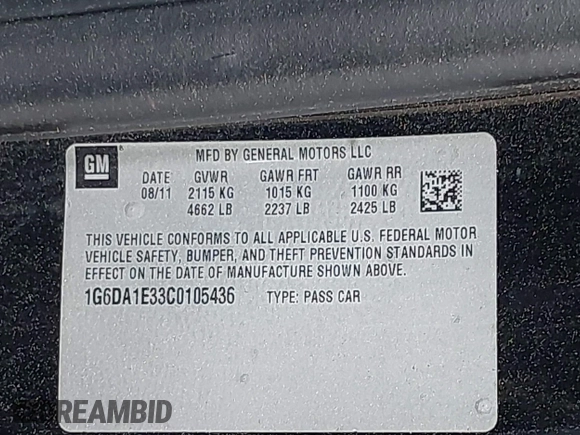 GM
MFD BY GENERAL MOTORS LLC
DATE GVWR GAWR FRT GAWR RR
08/11 2115 KG 1015 KG 1100 KG
4662 LB 2237 LB 2425 LB
THIS VEHICLE CONFORMS TO ALL APPLICABLE U.S. FEDERAL MOTOR
VEHICLE SAFETY, BUMPER, AND THEFT PREVENTION STANDARDS IN
EFFECT ON THE DATE OF MANUFACTURE SHOWN ABOVE.
1G6DA1E33C0105436 TYPE: PASS CAR